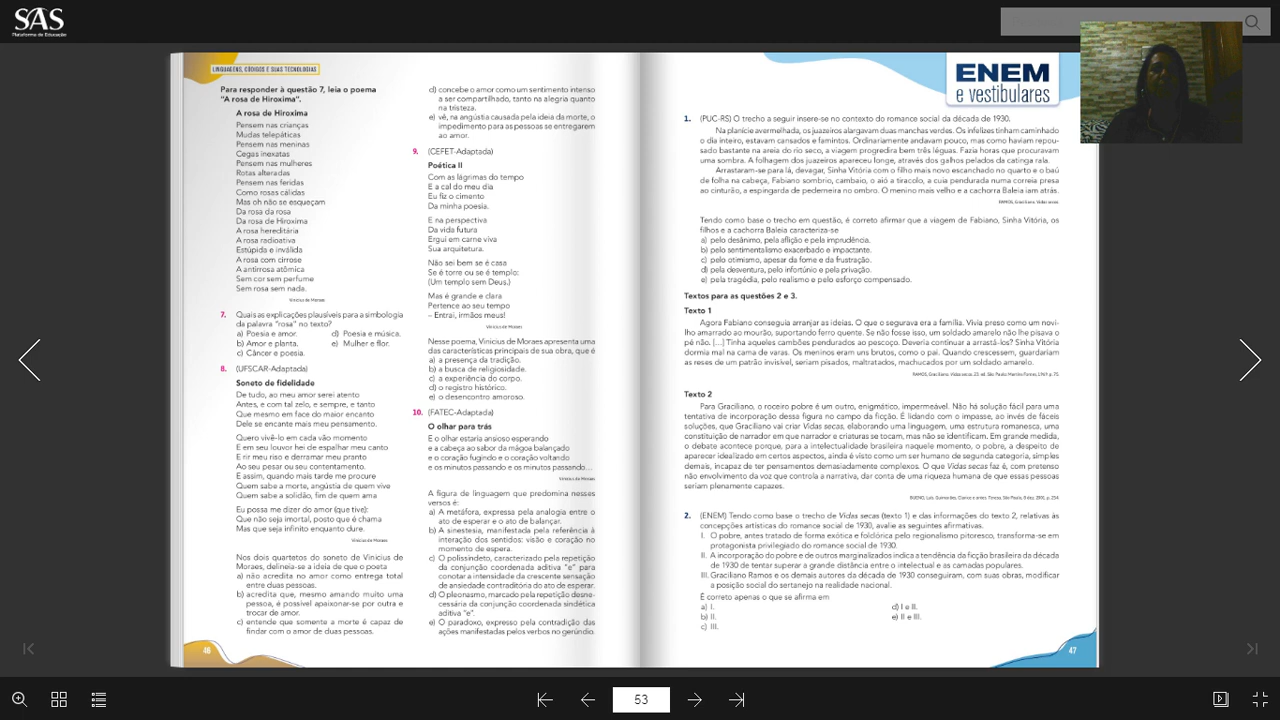 SAS
Plataforma de Educação
LINGUAGENS, CÓDIGOS E SUAS TECNOLOGIAS
Para responder à questão 7, leia o poema
"A rosa de Hiroxima".
A rosa de Hiroxima
Pensem nas crianças
Mudas telepáticas
Pensem nas meninas
Cegas inexatas
Pensem nas mulheres
Rotas alteradas
Pensem nas feridas
Como rosas cálidas
Mas oh não se esqueçam
Da rosa da rosa
Da rosa de Hiroxima
A rosa hereditária
A rosa radioativa
Estúpida e inválida
A rosa com cirrose
A antirrosa atômica
Sem cor sem perfume
Sem rosa sem nada.
Vinicius de Moraes
7. Quais as explicações plausíveis para a simbologia
da palavra "rosa" no texto?
a) Poesia e amor. d) Poesia e música.
b) Amor e planta. e) Mulher e flor.
c) Câncer e poesia.
8. (UFSCAR-Adaptada)
Soneto de fidelidade
De tudo, ao meu amor serei atento
Antes, e com tal zelo, e sempre, e tanto
Que mesmo em face do maior encanto
Dele se encante mais meu pensamento.
Quero vivê-lo em cada vão momento
E em seu louvor hei de espalhar meu canto
E rir meu riso e derramar meu pranto
Ao seu pesar ou seu contentamento.
E assim, quando mais tarde me procure
Quem sabe a morte, angústia de quem vive
Quem sabe a solidão, fim de quem ama
Eu possa me dizer do amor (que tive):
Que não seja imortal, posto que é chama
Mas que seja infinito enquanto dure.
Vinicius de Moraes
Nos dois quartetos do soneto de Vinicius de
Moraes, delineia-se a ideia de que o poeta
a) não acredita no amor como entrega total
entre duas pessoas.
b) acredita que, mesmo amando muito uma
pessoa, é possível apaixonar-se por outra e
trocar de amor.
c) entende que somente a morte é capaz de
findar com o amor de duas pessoas.
d) concebe o amor como um sentimento intenso
a ser compartilhado, tanto na alegria quanto
na tristeza.
e) vê, na angústia causada pela ideia da morte, o
impedimento para as pessoas se entregarem
ao amor.
9. (CEFET-Adaptada)
Poética II
Com as lágrimas do tempo
E a cal do meu dia
Eu fiz o cimento
Da minha poesia.
E na perspectiva
Da vida futura
Ergui em carne viva
Sua arquitetura.
Não sei bem se é casa
Se é torre ou se é templo:
(Um templo sem Deus.)
Mas é grande e clara
Pertence ao seu tempo
– Entrai, irmãos meus!
Vinicius de Moraes
Nesse poema, Vinicius de Moraes apresenta uma
das características principais de sua obra, que é
a) a presença da tradição.
b) a busca de religiosidade.
c) a experiência do corpo.
d) o registro histórico.
e) o desencontro amoroso.
10. (FATEC-Adaptada)
O olhar para trás
E o olhar estaria ansioso esperando
e a cabeça ao sabor da mágoa balançado
e o coração fugindo e o coração voltando
e os minutos passando e os minutos passando...
Vinicius de Moraes
A figura de linguagem que predomina nesses
versos é:
a) A metáfora, expressa pela analogia entre o
ato de esperar e o ato de balançar.
b) A sinestesia, manifestada pela referência à
interação dos sentidos: visão e coração no
momento de espera.
c) O polissíndeto, caracterizado pela repetição
da conjunção coordenada aditiva "e" para
conotar a intensidade da crescente sensação
de ansiedade contraditória do ato de esperar.
d) O pleonasmo, marcado pela repetição desne-
cessária da conjunção coordenada sindética
aditiva "e".
e) O paradoxo, expresso pela contradição das
ações manifestadas pelos verbos no gerúndio.
46
ENEM
e vestibulares
1. (PUC-RS) O trecho a seguir insere-se no contexto do romance social da década de 1930.
Na planície avermelhada, os juazeiros alargavam duas manchas verdes. Os infelizes tinham caminhado
o dia inteiro, estavam cansados e famintos. Ordinariamente andavam pouco, mas como haviam repou-
sado bastante na areia do rio seco, a viagem progredira bem três léguas. Fazia horas que procuravam
uma sombra. A folhagem dos juazeiros apareceu longe, através dos galhos pelados da catinga rala.
Arrastaram-se para lá, devagar, Sinha Vitória com o filho mais novo escanchado no quarto e o baú
de folha na cabeça, Fabiano sombrio, cambaio, o aió a tiracolo, a cuia pendurada numa correia presa
ao cinturão, a espingarda de pederneira no ombro. O menino mais velho e a cachorra Baleia iam atrás.
RAMOS, Graciliano. Vidas secas.
Tendo como base o trecho em questão, é correto afirmar que a viagem de Fabiano, Sinha Vitória, os
filhos e a cachorra Baleia caracteriza-se
a) pelo desânimo, pela aflição e pela imprudência.
b) pelo sentimentalismo exacerbado e impactante.
c) pelo otimismo, apesar da fome e da frustração.
d) pela desventura, pelo infortúnio e pela privação.
e) pela tragédia, pelo realismo e pelo esforço compensado.
Textos para as questões 2 e 3.
Texto 1
Agora Fabiano conseguia arranjar as ideias. O que o segurava era a família. Vivia preso como um novi-
lho amarrado ao mourão, suportando ferro quente. Se não fosse isso, um soldado amarelo não lhe pisava o
pé não. [...] Tinha aqueles cambões pendurados ao pescoço. Deveria continuar a arrastá-los? Sinha Vitória
dormia mal na cama de varas. Os meninos eram uns brutos, como o pai. Quando crescessem, guardariam
as reses de um patrão invisível, seriam pisados, maltratados, machucados por um soldado amarelo.
RAMOS, Graciliano. Vidas secas. 23. ed. São Paulo: Martins Fontes, 1969. p. 75.
Texto 2
Para Graciliano, o roceiro pobre é um outro, enigmático, impermeável. Não há solução fácil para uma
tentativa de incorporação dessa figura no campo da ficção. É lidando com o impasse, ao invés de fáceis
soluções, que Graciliano vai criar Vidas secas, elaborando uma linguagem, uma estrutura romanesca, uma
constituição de narrador em que narrador e criaturas se tocam, mas não se identificam. Em grande medida,
o debate acontece porque, para a intelectualidade brasileira naquele momento, o pobre, a despeito de
aparecer idealizado em certos aspectos, ainda é visto como um ser humano de segunda categoria, simples
demais, incapaz de ter pensamentos demasiadamente complexos. O que Vidas secas faz é, com pretenso
não envolvimento da voz que controla a narrativa, dar conta de uma riqueza humana de que essas pessoas
seriam plenamente capazes.
BUENO, Luís. Guimarães, Clarice e antes. Teresa. São Paulo, 2001, p. 254.
2. (ENEM) Tendo como base o trecho de Vidas secas (texto 1) e das informações do texto 2, relativas às
concepções artísticas do romance social de 1930, avalie as seguintes afirmativas.
I. O pobre, antes tratado de forma exótica e folclórica pelo regionalismo pitoresco, transforma-se em
protagonista privilegiado do romance social de 1930.
II. A incorporação do pobre e de outros marginalizados indica a tendência da ficção brasileira da década
de 1930 de tentar superar a grande distância entre o intelectual e as camadas populares.
III. Graciliano Ramos e os demais autores da década de 1930 conseguiram, com suas obras, modificar
a posição social do sertanejo na realidade nacional.
É correto apenas o que se afirma em
a) I. d) I e II.
b) II. e) II e III.
c) III.
47
53